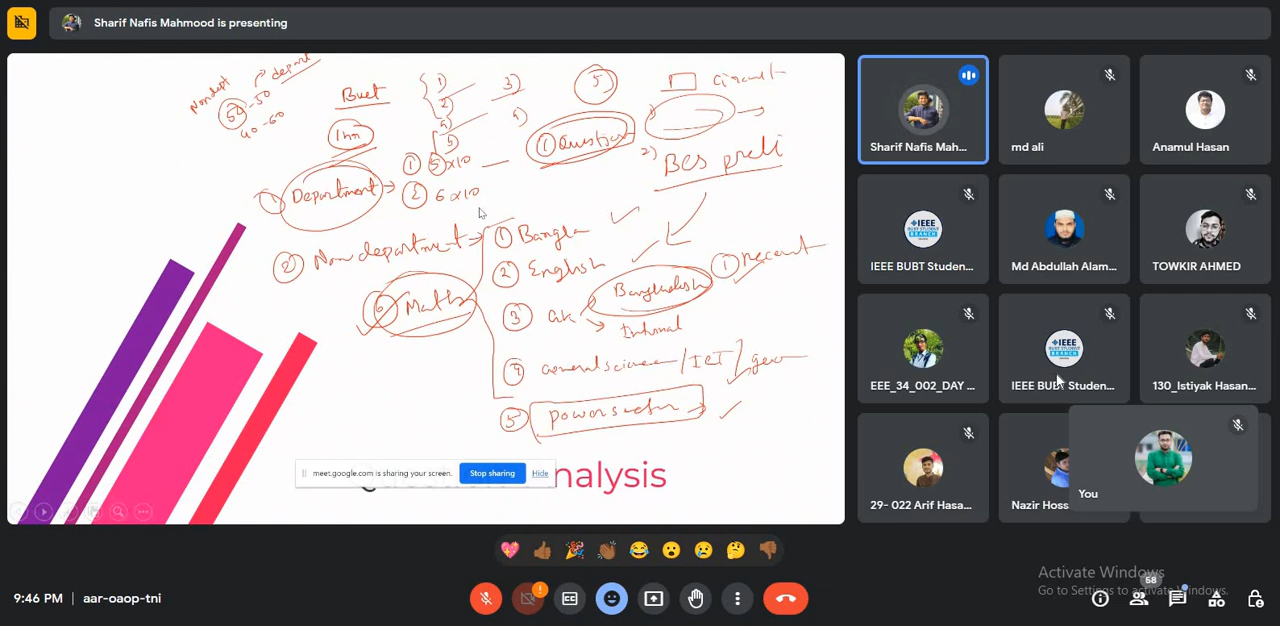 Sharif Nafis Mahmood is presenting
Non dept
depart
50
40-60
Buet
1hr
1)
2)
3)
4)
5
5
1 Question
Circuit
1)
2) BCS preli
1) Department → 1 5x10
2 6x10
2 Non department → 1 Bangla
2 English
3 GK
Bangladesh
1 recent
4 general science / ICT / geo
5 power sector
6 Math
meet.google.com is sharing your screen.
Stop sharing
Hide
nalysis
Sharif Nafis Mah...
md ali
Anamul Hasan
IEEE BUBT Studen...
Md Abdullah Alam...
TOWKIR AHMED
EEE_34_002_DAY ...
IEEE BUBT Studen...
130_Istiyak Hasan...
29- 022 Arif Hasa...
Nazir Hoss
You
9:46 PM | aar-oaop-tni
68
Activate Windows
Go to Settings to activate Windows.